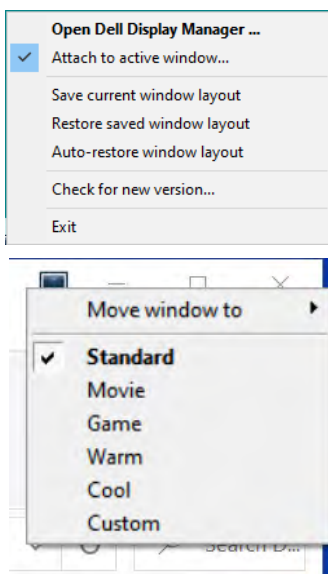 Open Dell Display Manager ...
Attach to active window...
Save current window layout
Restore saved window layout
Auto-restore window layout
Check for new version...
Exit
Move window to
Standard
Movie
Game
Warm
Cool
Custom
Search D...